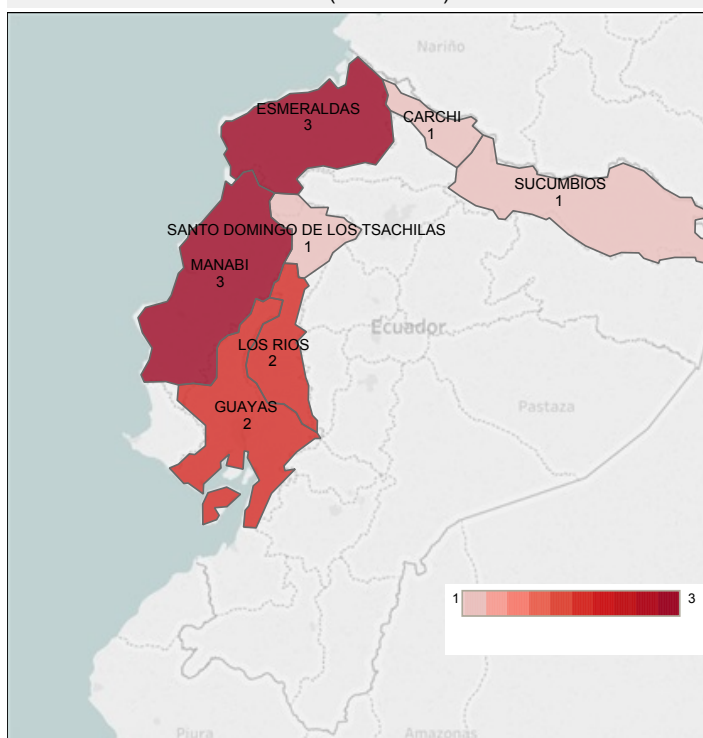 Nariño
ESMERALDAS
3
CARCHI
1
SUCUMBIOS
1
SANTO DOMINGO DE LOS TSACHILAS
1
MANABI
3
Ecuador
LOS RIOS
2
GUAYAS
2
Pastaza
1
3
Piura
Amazonas